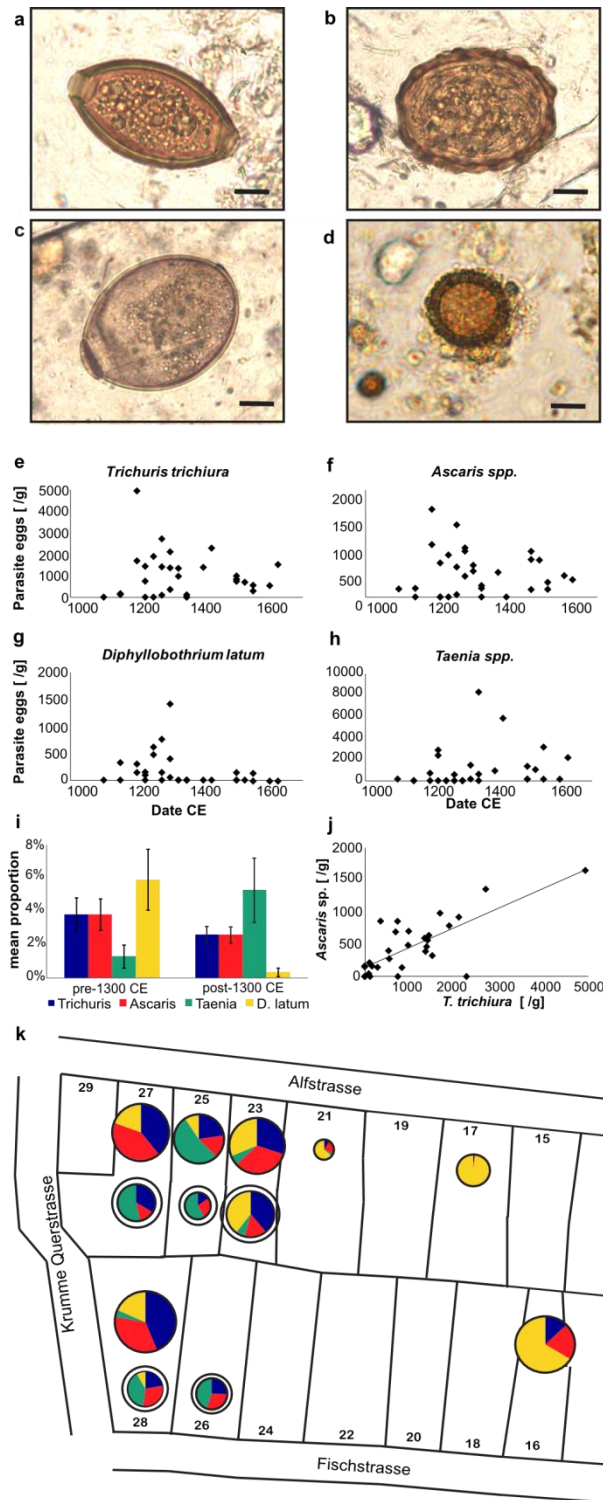 a
b
c
d
e
Trichuris trichiura
Parasite eggs [ /g]
5000
4000
3000
2000
1000
0
1000 1200 1400 1600
f
Ascaris spp.
2000
1500
1000
500
0
1000 1200 1400 1600
g
Diphyllobothrium latum
Parasite eggs [ /g]
2000
1500
1000
500
0
1000 1200 1400 1600
Date CE
h
Taenia spp.
10000
8000
6000
4000
2000
0
1000 1200 1400 1600
Date CE
i
mean proportion
8%
6%
4%
2%
0%
pre-1300 CE post-1300 CE
Trichuris Ascaris Taenia D. latum
j
Ascaris sp. [ /g]
2000
1500
1000
500
0
0 1000 2000 3000 4000 5000
T. trichiura [ /g]
k
Alfstrasse
29 27 25 23 21 19 17 15
Krumme Querstrasse
28 26 24 22 20 18 16
Fischstrasse